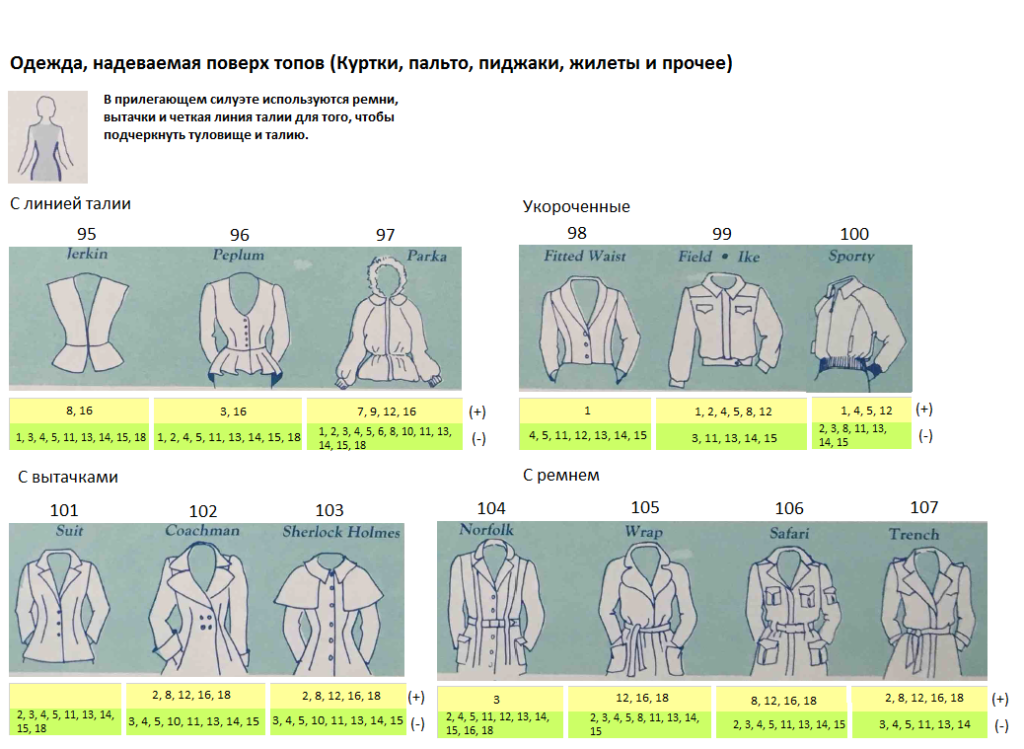 Одежда, надеваемая поверх топов (Куртки, пальто, пиджаки, жилеты и прочее)
В прилегающем силуэте используются ремни,
вытачки и четкая линия талии для того, чтобы
подчеркнуть туловище и талию.
С линией талии
95 96 97
Jerkin Peplum Parka
8, 16 3, 16 7, 9, 12, 16 (+)
1, 3, 4, 5, 11, 13, 14, 15, 18 1, 2, 4, 5, 11, 13, 14, 15, 18 1, 2, 3, 4, 5, 6, 8, 10, 11, 13, (-)
14, 15, 18
Укороченные
98 99 100
Fitted Waist Field • Ike Sporty
1 1, 2, 4, 5, 8, 12 1, 4, 5, 12 (+)
4, 5, 11, 12, 13, 14, 15 3, 11, 13, 14, 15 2, 3, 8, 11, 13, (-)
14, 15
С вытачками
101 102 103
Suit Coachman Sherlock Holmes
2, 8, 12, 16, 18 2, 8, 12, 16, 18 (+)
2, 3, 4, 5, 11, 13, 14, 3, 4, 5, 10, 11, 13, 14, 15 3, 4, 5, 10, 11, 13, 14, 15 (-)
15, 18
С ремнем
104 105 106 107
Norfolk Wrap Safari Trench
3 12, 16, 18 8, 12, 16, 18 2, 8, 12, 16, 18 (+)
2, 4, 5, 11, 12, 13, 14, 2, 3, 4, 5, 8, 11, 13, 14, 2, 3, 4, 5, 11, 13, 14, 15 3, 4, 5, 11, 13, 14 (-)
15, 16, 18 15